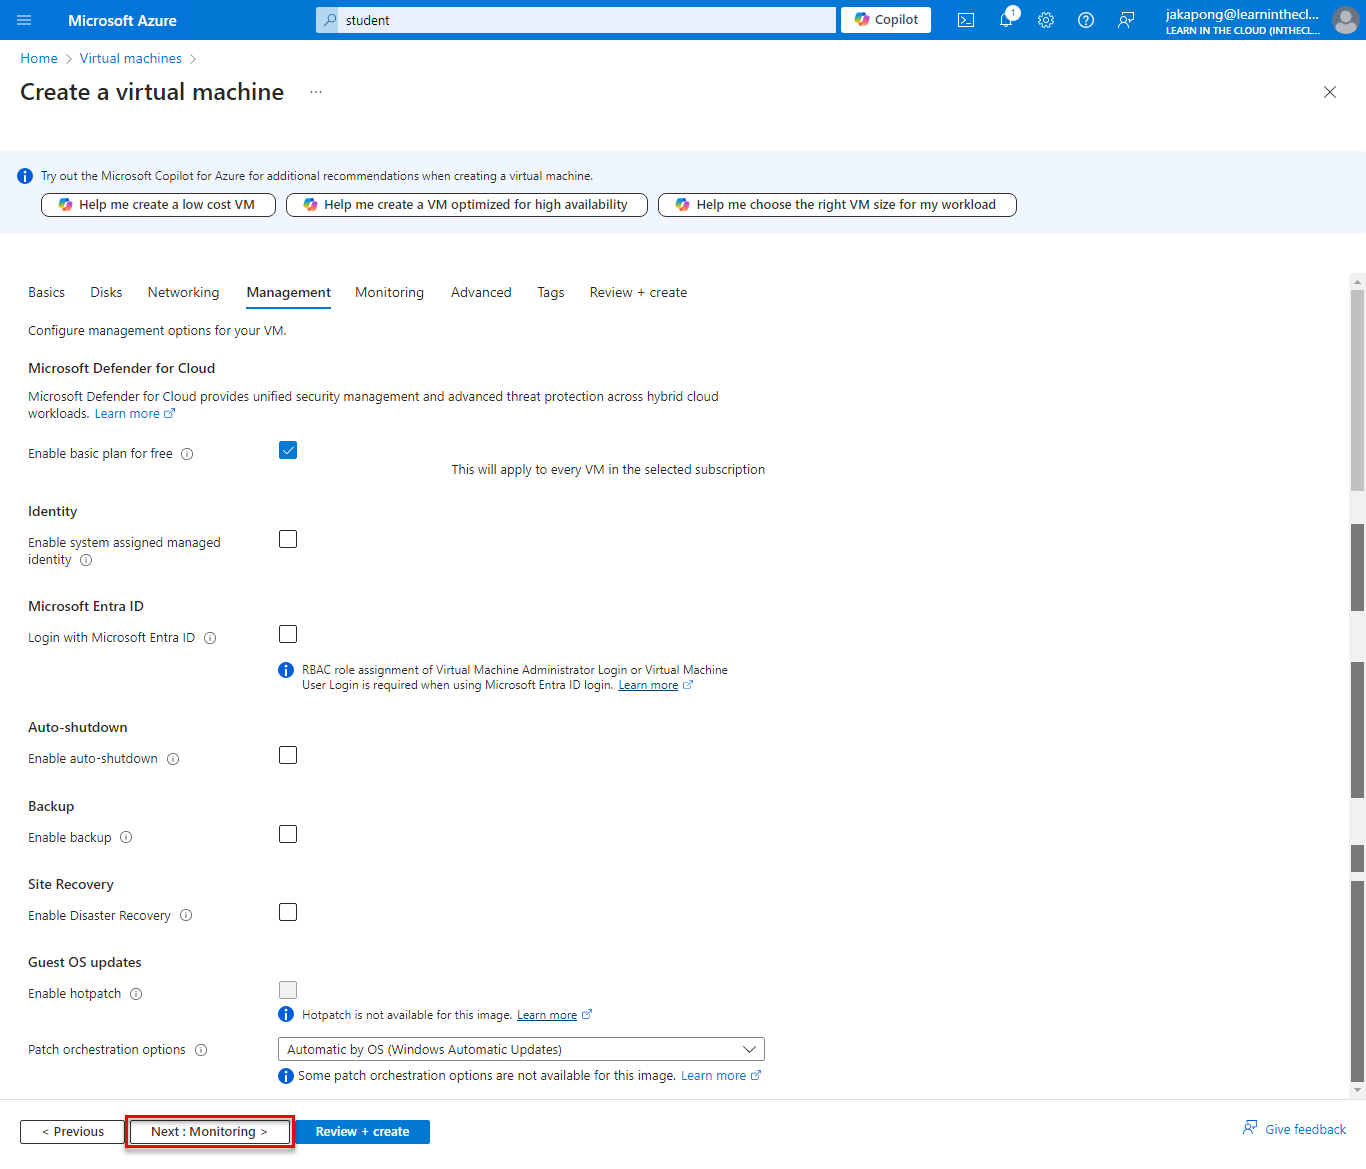 Microsoft Azure
student
Copilot
1
jakapong@learninthecl...
LEARN IN THE CLOUD (INTHECL...
Home > Virtual machines >
Create a virtual machine ...
Try out the Microsoft Copilot for Azure for additional recommendations when creating a virtual machine.
Help me create a low cost VM
Help me create a VM optimized for high availability
Help me choose the right VM size for my workload
Basics Disks Networking Management Monitoring Advanced Tags Review + create
Configure management options for your VM.
Microsoft Defender for Cloud
Microsoft Defender for Cloud provides unified security management and advanced threat protection across hybrid cloud
workloads. Learn more
Enable basic plan for free
This will apply to every VM in the selected subscription
Identity
Enable system assigned managed
identity
Microsoft Entra ID
Login with Microsoft Entra ID
RBAC role assignment of Virtual Machine Administrator Login or Virtual Machine
User Login is required when using Microsoft Entra ID login. Learn more
Auto-shutdown
Enable auto-shutdown
Backup
Enable backup
Site Recovery
Enable Disaster Recovery
Guest OS updates
Enable hotpatch
Hotpatch is not available for this image. Learn more
Patch orchestration options
Automatic by OS (Windows Automatic Updates)
Some patch orchestration options are not available for this image. Learn more
< Previous
Next : Monitoring >
Review + create
Give feedback